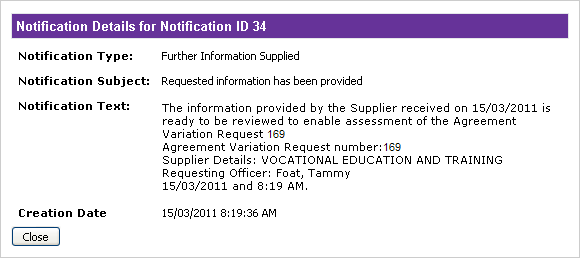 Notification Details for Notification ID 34
Notification Type: Further Information Supplied
Notification Subject: Requested information has been provided
Notification Text: The information provided by the Supplier received on 15/03/2011 is
ready to be reviewed to enable assessment of the Agreement
Variation Request 169
Agreement Variation Request number:169
Supplier Details: VOCATIONAL EDUCATION AND TRAINING
Requesting Officer: Foat, Tammy
15/03/2011 and 8:19 AM.
Creation Date 15/03/2011 8:19:36 AM
Close